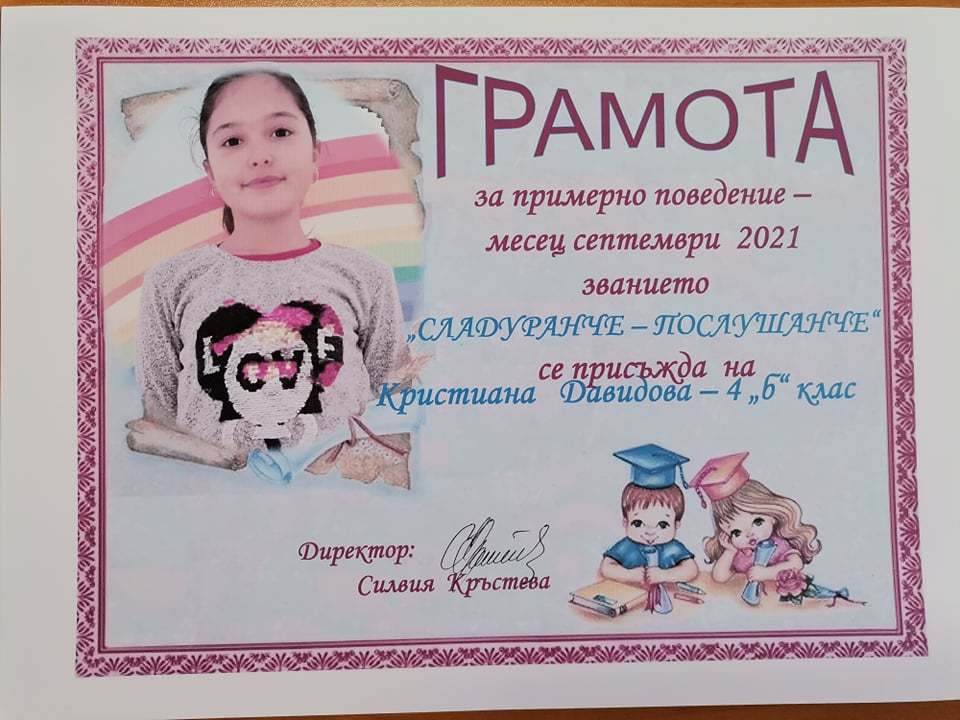 ГРАМОТА
за примерно поведение –
месец септември 2021
званието
„СЛАДУРАНЧЕ – ПОСЛУШАНЧЕ“
се присъжда на
Кристиана Давидова – 4 „б“ клас
LOVE
Директор:
Силвия Кръстева